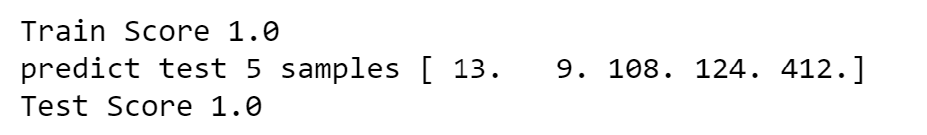 Train Score 1.0
predict test 5 samples [ 13.   9. 108. 124. 412.]
Test Score 1.0